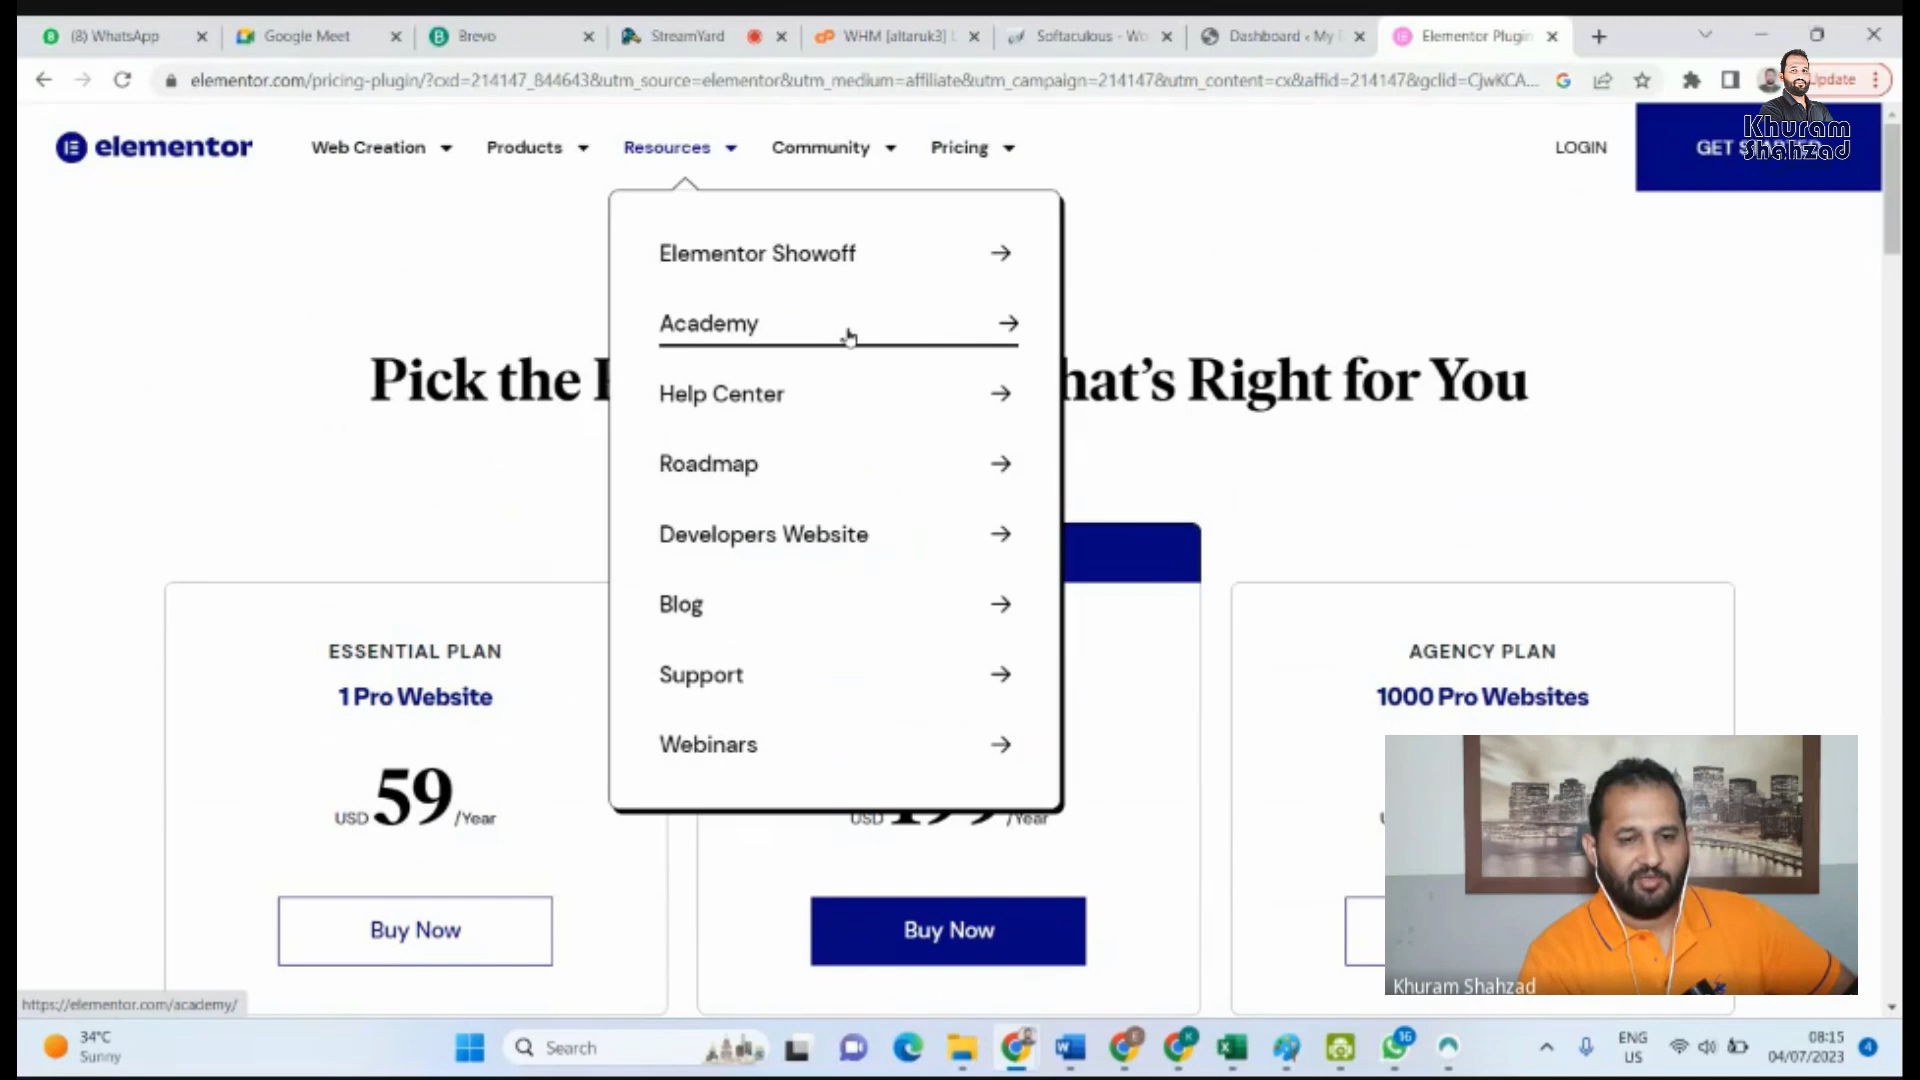 (8) WhatsApp
Google Meet
Brevo
StreamYard
WHM [altaruk3] L
Softaculous - Wo
Dashboard ‹ My
Elementor Plugin
elementor.com/pricing-plugin/?cxd=214147_844643&utm_source=elementor&utm_medium=affiliate&utm_campaign=214147&utm_content=cx&affid=214147&gclid=CjwKCA...
Update
Khuram
Shahzad
elementor
Web Creation
Products
Resources
Community
Pricing
LOGIN
GET
Elementor Showoff
Academy
Help Center
Roadmap
Developers Website
Blog
Support
Webinars
Pick the
hat's Right for You
ESSENTIAL PLAN
1 Pro Website
USD 59 /Year
Buy Now
USD 199 /Year
Buy Now
AGENCY PLAN
1000 Pro Websites
Khuram Shahzad
https://elementor.com/academy/
34°C
Sunny
Search
16
ENG
US
08:15
04/07/2023
4